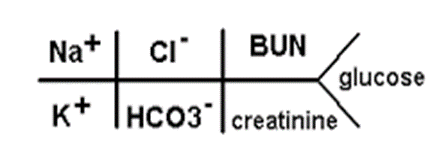 Na+ Cl- BUN
glucose
K+ HCO3- creatinine